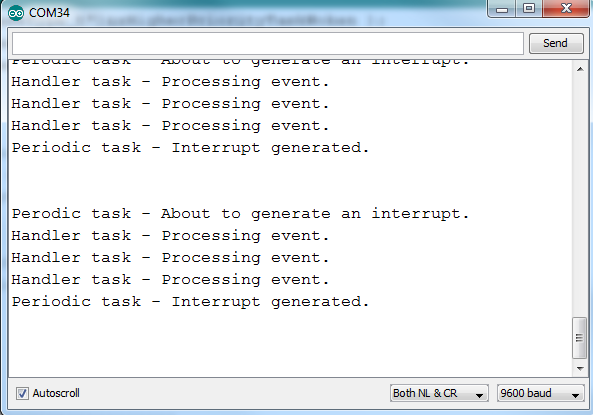 COM34
Send
Perodic task - About to generate an interrupt.
Handler task - Processing event.
Handler task - Processing event.
Handler task - Processing event.
Periodic task - Interrupt generated.
Perodic task - About to generate an interrupt.
Handler task - Processing event.
Handler task - Processing event.
Handler task - Processing event.
Periodic task - Interrupt generated.
Autoscroll
Both NL & CR
9600 baud